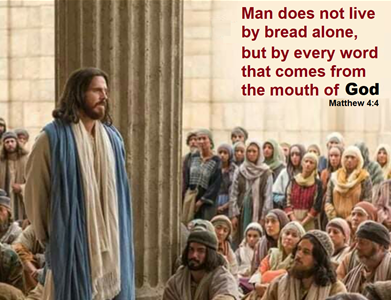 Man does not live
by bread alone,
but by every word
that comes from
the mouth of God
Matthew 4:4